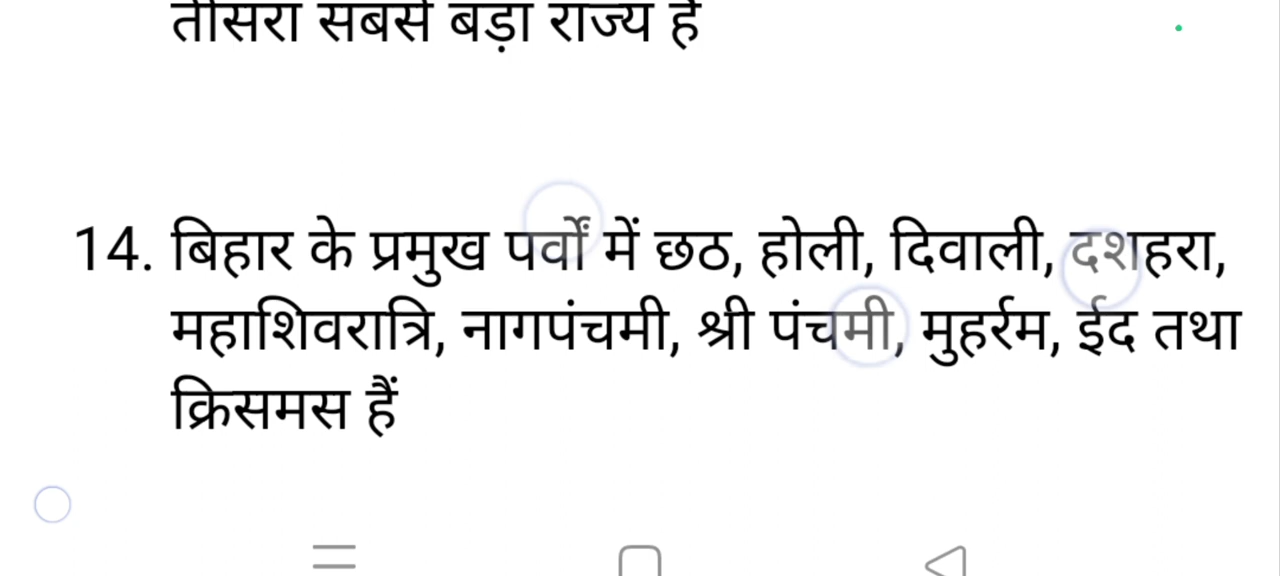 तीसरा सबसे बड़ा राज्य है
14. बिहार के प्रमुख पर्वों में छठ, होली, दिवाली, दशहरा,
महाशिवरात्रि, नागपंचमी, श्री पंचमी, मुहर्रम, ईद तथा
क्रिसमस हैं